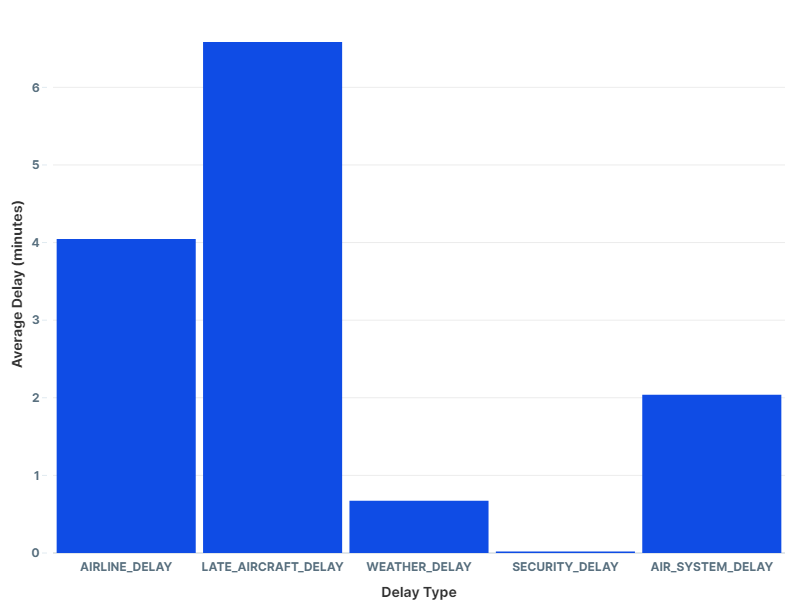 6
5
4
3
2
1
0
Average Delay (minutes)
AIRLINE_DELAY LATE_AIRCRAFT_DELAY WEATHER_DELAY SECURITY_DELAY AIR_SYSTEM_DELAY
Delay Type